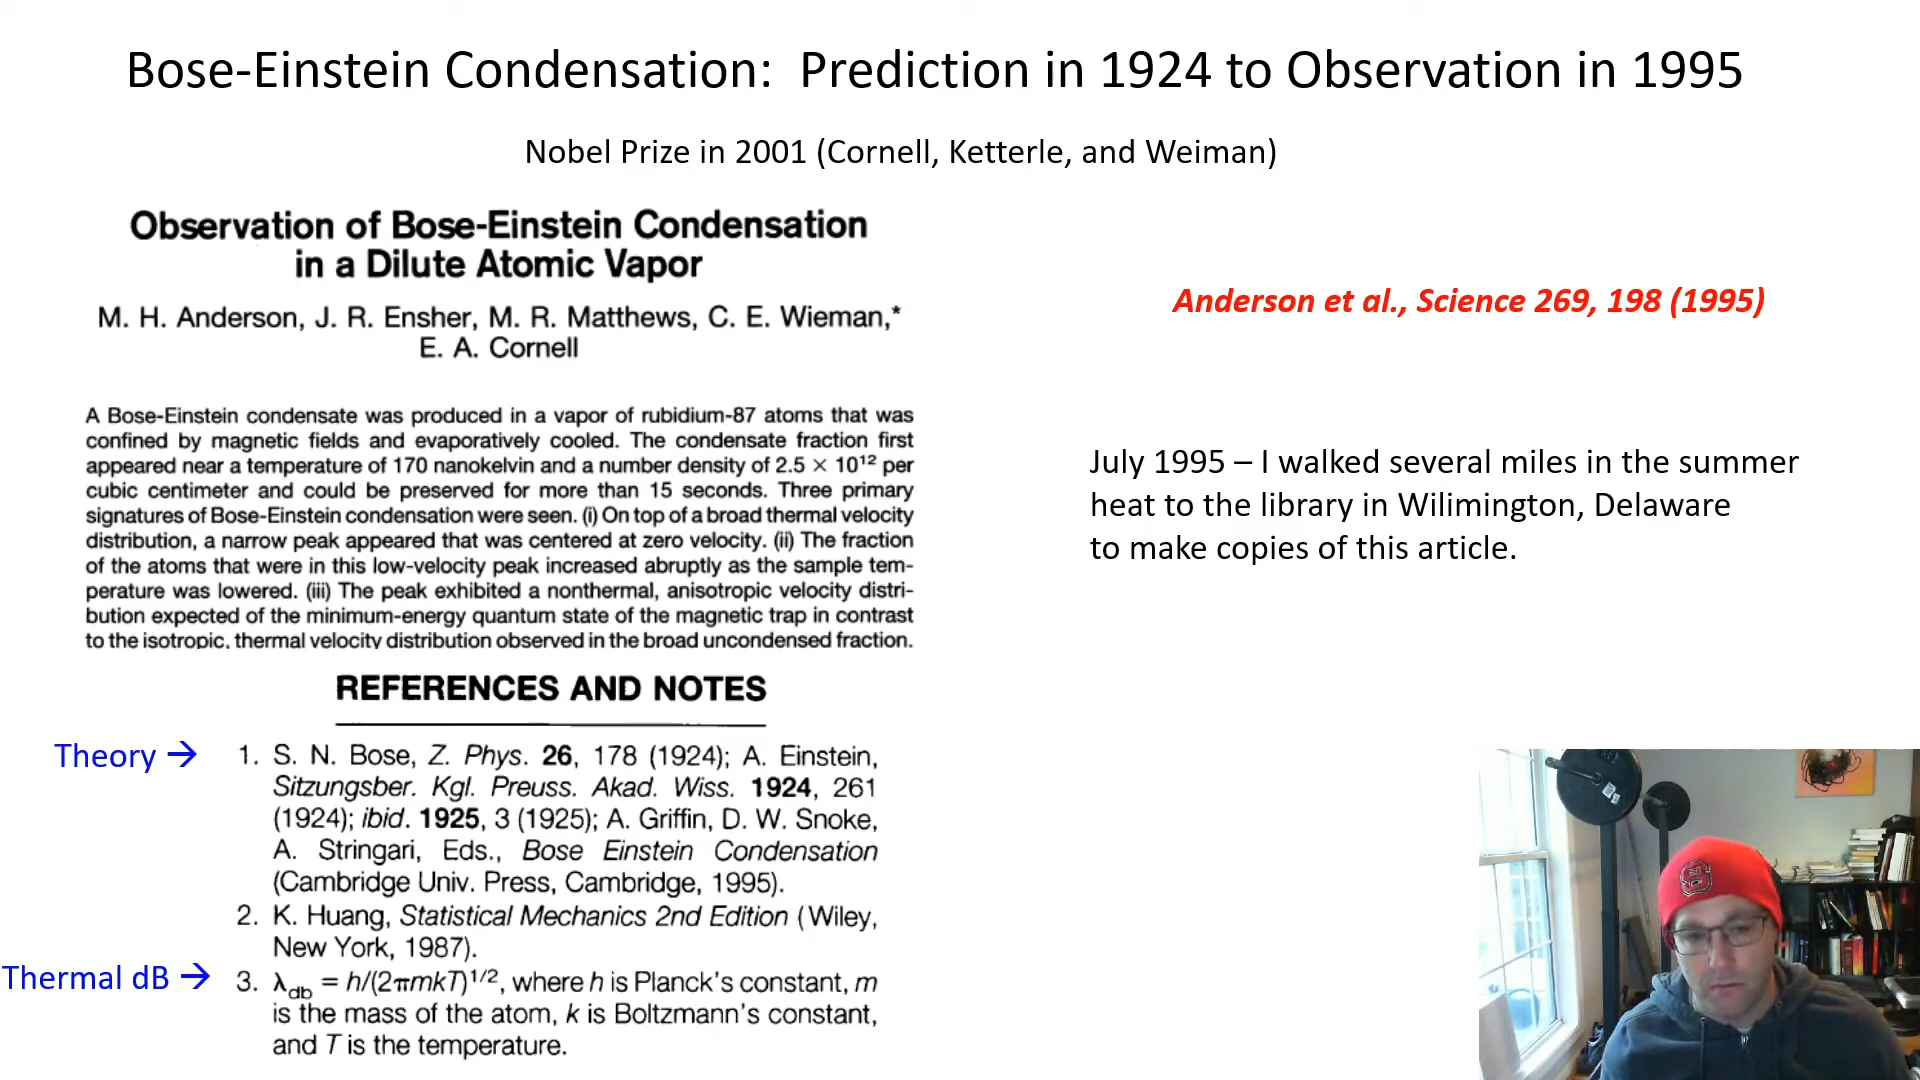 Bose-Einstein Condensation: Prediction in 1924 to Observation in 1995
Nobel Prize in 2001 (Cornell, Ketterle, and Weiman)
Observation of Bose-Einstein Condensation
in a Dilute Atomic Vapor
M. H. Anderson, J. R. Ensher, M. R. Matthews, C. E. Wieman,*
E. A. Cornell
A Bose-Einstein condensate was produced in a vapor of rubidium-87 atoms that was
confined by magnetic fields and evaporatively cooled. The condensate fraction first
appeared near a temperature of 170 nanokelvin and a number density of 2.5 × 10¹² per
cubic centimeter and could be preserved for more than 15 seconds. Three primary
signatures of Bose-Einstein condensation were seen. (i) On top of a broad thermal velocity
distribution, a narrow peak appeared that was centered at zero velocity. (ii) The fraction
of the atoms that were in this low-velocity peak increased abruptly as the sample tem-
perature was lowered. (iii) The peak exhibited a nonthermal, anisotropic velocity distri-
bution expected of the minimum-energy quantum state of the magnetic trap in contrast
to the isotropic, thermal velocity distribution observed in the broad uncondensed fraction.
Anderson et al., Science 269, 198 (1995)
July 1995 – I walked several miles in the summer
heat to the library in Wilimington, Delaware
to make copies of this article.
REFERENCES AND NOTES
Theory →
1. S. N. Bose, Z. Phys. 26, 178 (1924); A. Einstein,
Sitzungsber. Kgl. Preuss. Akad. Wiss. 1924, 261
(1924); ibid. 1925, 3 (1925); A. Griffin, D. W. Snoke,
A. Stringari, Eds., Bose Einstein Condensation
(Cambridge Univ. Press, Cambridge, 1995).
2. K. Huang, Statistical Mechanics 2nd Edition (Wiley,
New York, 1987).
Thermal dB →
3. λdb = h/(2πmkT)^1/2, where h is Planck's constant, m
is the mass of the atom, k is Boltzmann's constant,
and T is the temperature.
S